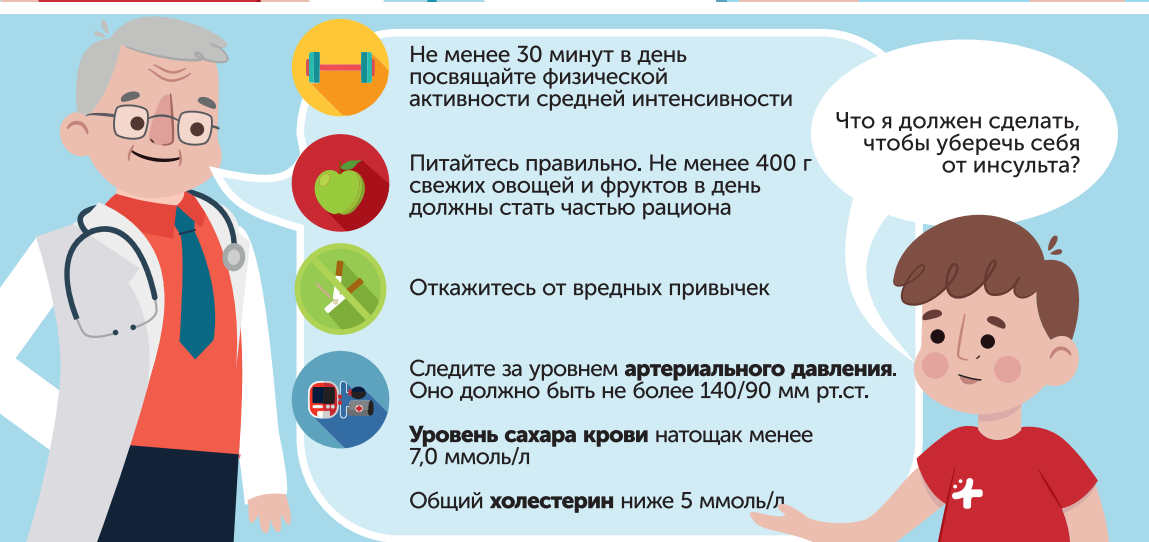 Что я должен сделать,
чтобы уберечь себя
от инсульта?
Не менее 30 минут в день
посвящайте физической
активности средней интенсивности
Питайтесь правильно. Не менее 400 г
свежих овощей и фруктов в день
должны стать частью рациона
Откажитесь от вредных привычек
Следите за уровнем артериального давления.
Оно должно быть не более 140/90 мм рт.ст.
Уровень сахара крови натощак менее
7,0 ммоль/л
Общий холестерин ниже 5 ммоль/л